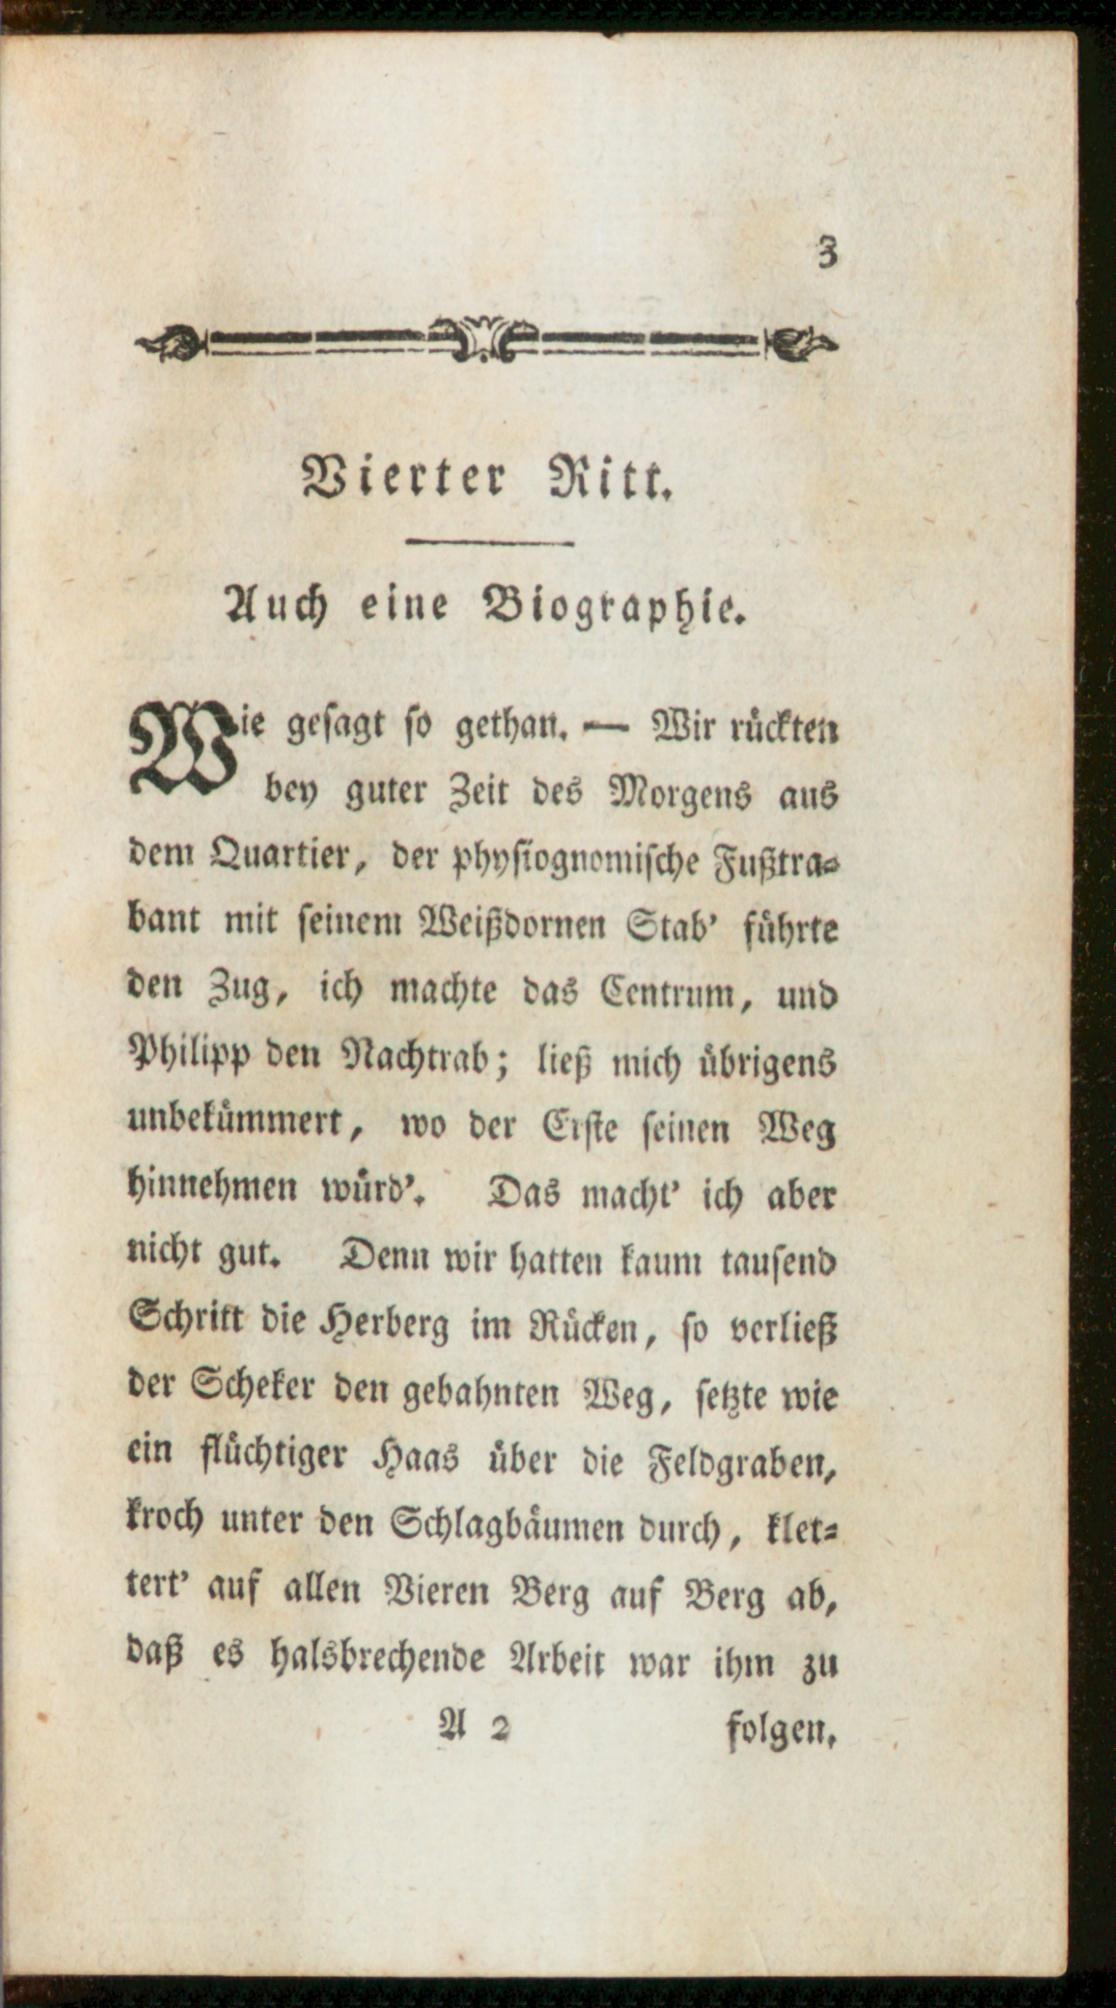 3
Vierter Ritt.
Auch eine Biographie.
Wie gesagt so gethan. — Wir rückten
bey guter Zeit des Morgens aus
dem Quartier, der physiognomische Fußtra⸗
bant mit seinem Weißdornen Stab' führte
den Zug, ich machte das Centrum, und
Philipp den Nachtrab; ließ mich übrigens
unbekümmert, wo der Erste seinen Weg
hinnehmen würd'. Das macht' ich aber
nicht gut. Denn wir hatten kaum tausend
Schritt die Herberg im Rücken, so verließ
der Scheker den gebahnten Weg, setzte wie
ein flüchtiger Haas über die Feldgraben,
kroch unter den Schlagbäumen durch, klet⸗
tert' auf allen Vieren Berg auf Berg ab,
daß es halsbrechende Arbeit war ihm zu
A 2 folgen.